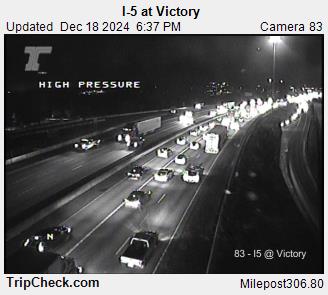 I-5 at Victory
Updated Dec 18 2024 6:37 PM Camera 83
HIGH PRESSURE
N
83 - I5 @ Victory
TripCheck.com Milepost306.80